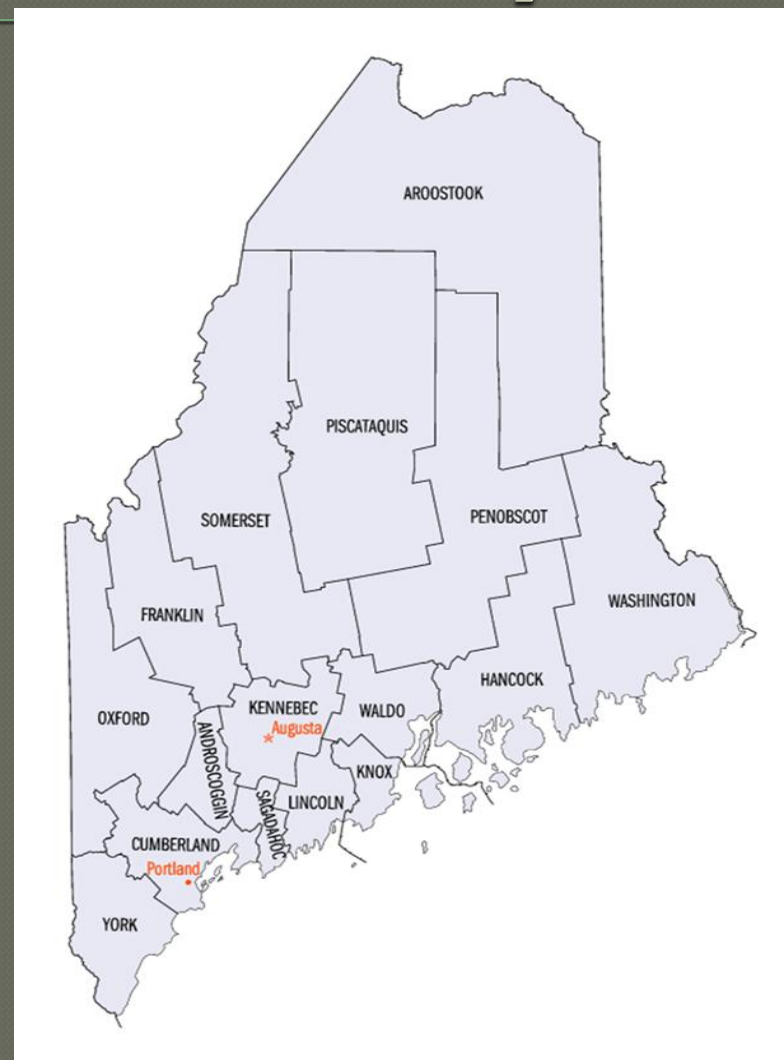 AROOSTOOK
PISCATAQUIS
SOMERSET
PENOBSCOT
WASHINGTON
FRANKLIN
HANCOCK
KENNEBEC
WALDO
OXFORD
Augusta
ANDROSCOGGIN
KNOX
SAGADAHOC
LINCOLN
CUMBERLAND
Portland
YORK